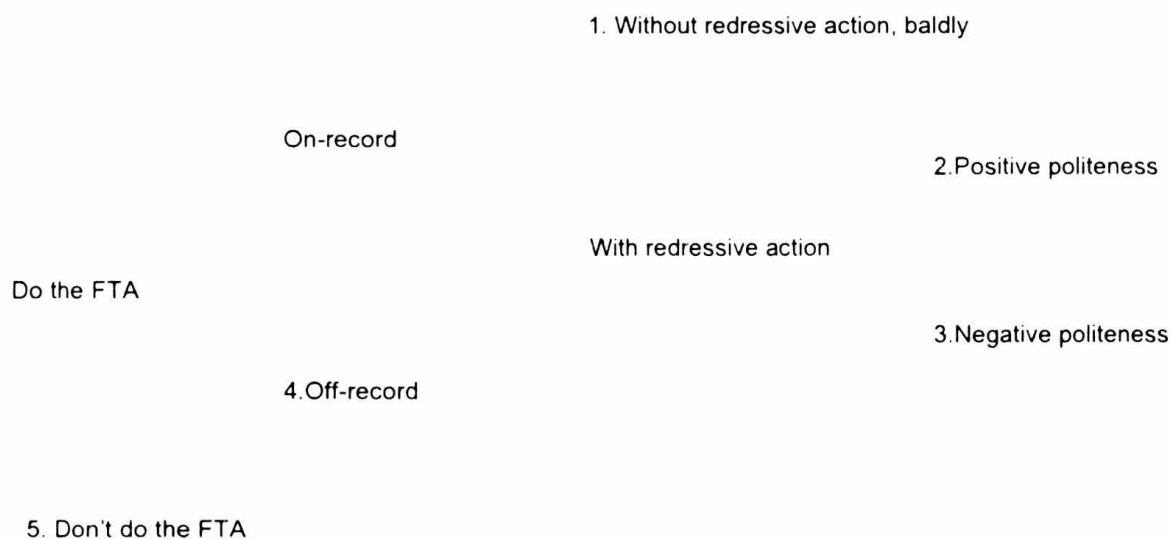 1. Without redressive action, baldly
On-record
2.Positive politeness
With redressive action
Do the FTA
3.Negative politeness
4.Off-record
5. Don't do the FTA